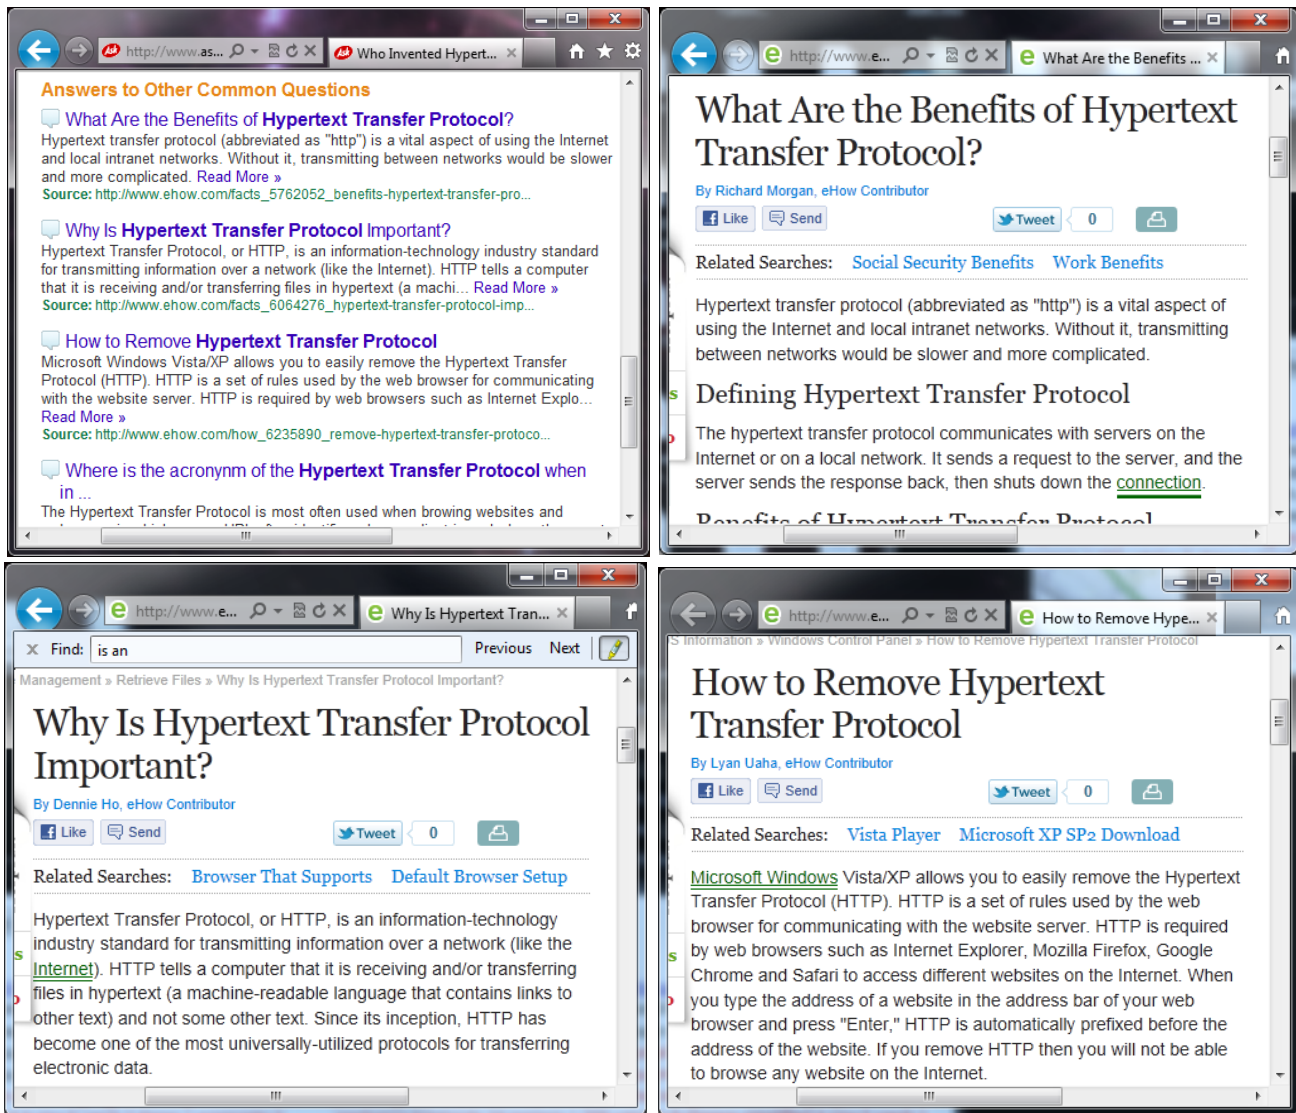 http://www.as...
Who Invented Hypert...
Answers to Other Common Questions
What Are the Benefits of Hypertext Transfer Protocol?
Hypertext transfer protocol (abbreviated as "http") is a vital aspect of using the Internet
and local intranet networks. Without it, transmitting between networks would be slower
and more complicated. Read More »
Source: http://www.ehow.com/facts_5762052_benefits-hypertext-transfer-pro...
Why Is Hypertext Transfer Protocol Important?
Hypertext Transfer Protocol, or HTTP, is an information-technology industry standard
for transmitting information over a network (like the Internet). HTTP tells a computer
that it is receiving and/or transferring files in hypertext (a machi... Read More »
Source: http://www.ehow.com/facts_6064276_hypertext-transfer-protocol-imp...
How to Remove Hypertext Transfer Protocol
Microsoft Windows Vista/XP allows you to easily remove the Hypertext Transfer
Protocol (HTTP). HTTP is a set of rules used by the web browser for communicating
with the website server. HTTP is required by web browsers such as Internet Explo...
Read More »
Source: http://www.ehow.com/how_6235890_remove-hypertext-transfer-protoco...
Where is the acronynm of the Hypertext Transfer Protocol when
in ...
The Hypertext Transfer Protocol is most often used when browing websites and
http://www.e...
What Are the Benefits ...
What Are the Benefits of Hypertext
Transfer Protocol?
By Richard Morgan, eHow Contributor
Like Send Tweet 0
Related Searches: Social Security Benefits Work Benefits
Hypertext transfer protocol (abbreviated as "http") is a vital aspect of
using the Internet and local intranet networks. Without it, transmitting
between networks would be slower and more complicated.
Defining Hypertext Transfer Protocol
The hypertext transfer protocol communicates with servers on the
Internet or on a local network. It sends a request to the server, and the
server sends the response back, then shuts down the connection.
Benefits of Hypertext Transfer Protocol
http://www.e...
Why Is Hypertext Tran...
Find: is an Previous Next
Management » Retrieve Files » Why Is Hypertext Transfer Protocol Important?
Why Is Hypertext Transfer Protocol
Important?
By Dennie Ho, eHow Contributor
Like Send Tweet 0
Related Searches: Browser That Supports Default Browser Setup
Hypertext Transfer Protocol, or HTTP, is an information-technology
industry standard for transmitting information over a network (like the
Internet). HTTP tells a computer that it is receiving and/or transferring
files in hypertext (a machine-readable language that contains links to
other text) and not some other text. Since its inception, HTTP has
become one of the most universally-utilized protocols for transferring
electronic data.
http://www.e...
How to Remove Hype...
S Information » Windows Control Panel » How to Remove Hypertext Transfer Protocol
How to Remove Hypertext
Transfer Protocol
By Lyan Uaha, eHow Contributor
Like Send Tweet 0
Related Searches: Vista Player Microsoft XP SP2 Download
Microsoft Windows Vista/XP allows you to easily remove the Hypertext
Transfer Protocol (HTTP). HTTP is a set of rules used by the web
browser for communicating with the website server. HTTP is required
by web browsers such as Internet Explorer, Mozilla Firefox, Google
Chrome and Safari to access different websites on the Internet. When
you type the address of a website in the address bar of your web
browser and press "Enter," HTTP is automatically prefixed before the
address of the website. If you remove HTTP then you will not be able
to browse any website on the Internet.